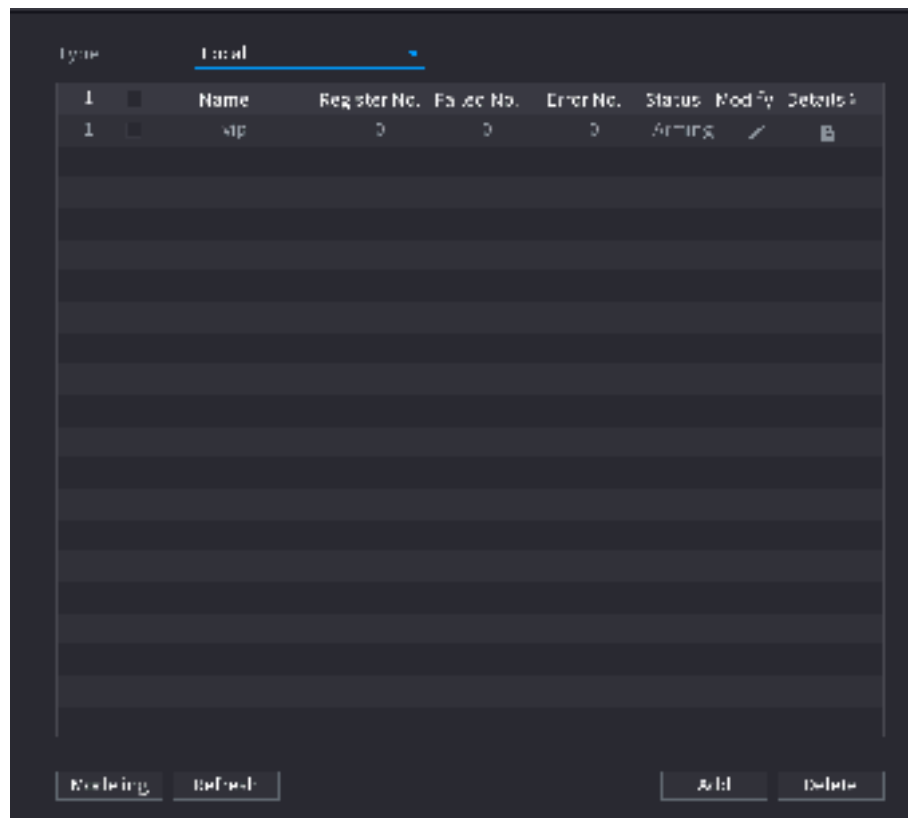 Type Local
1 Name Register No. Failed No. Error No. Status Modify Details
1 vip 0 0 0 Arming
Modeling Refresh Add Delete